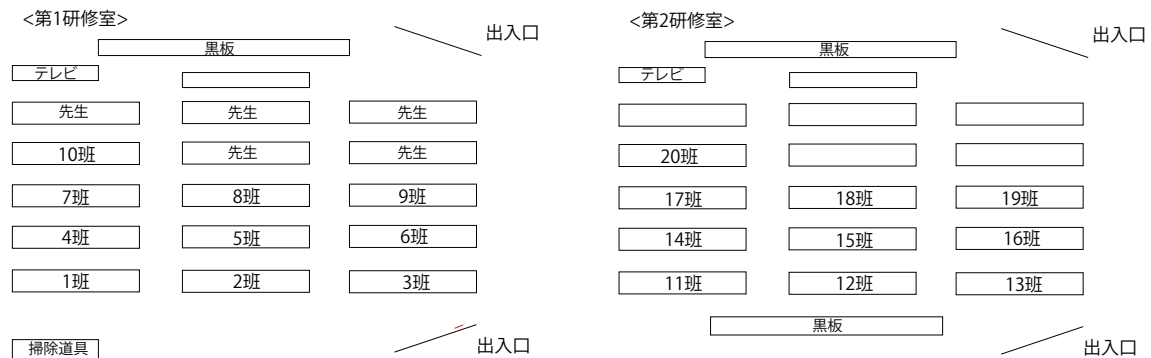 <第1研修室>
出入口
黒板
テレビ
先生 先生 先生
10班 先生 先生
7班 8班 9班
4班 5班 6班
1班 2班 3班
掃除道具 出入口
<第2研修室>
出入口
黒板
テレビ
20班
17班 18班 19班
14班 15班 16班
11班 12班 13班
黒板
出入口